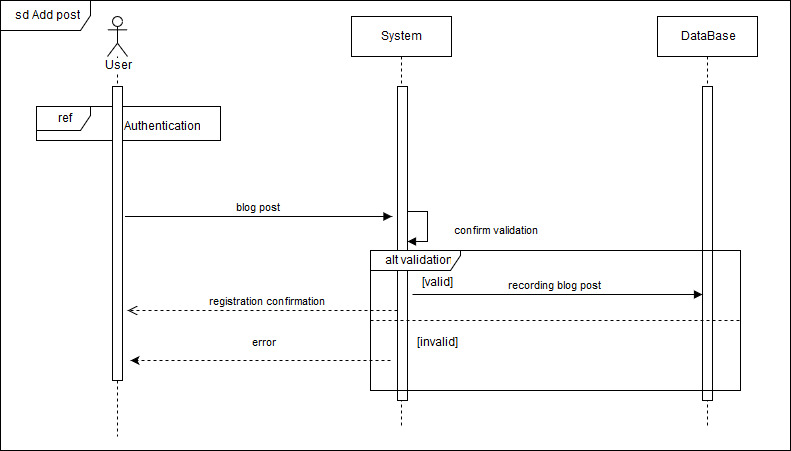 sd Add post
User
System
DataBase
ref
Authentication
blog post
confirm validation
alt validation
[valid]
recording blog post
registration confirmation
error
[invalid]